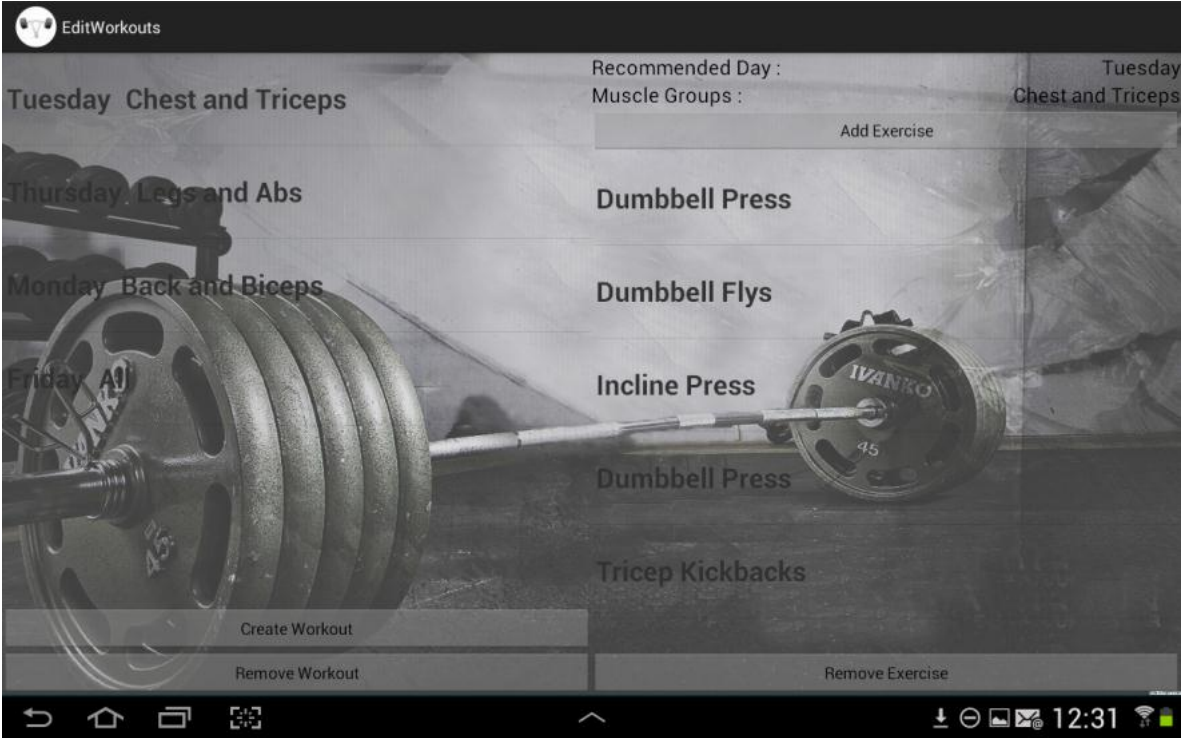 EditWorkouts
Tuesday Chest and Triceps
Thursday Legs and Abs
Monday Back and Biceps
Friday All
Create Workout
Remove Workout
Recommended Day : Tuesday
Muscle Groups : Chest and Triceps
Add Exercise
Dumbbell Press
Dumbbell Flys
Incline Press
Dumbbell Press
Tricep Kickbacks
Remove Exercise
IVANKO
45
45
12:31